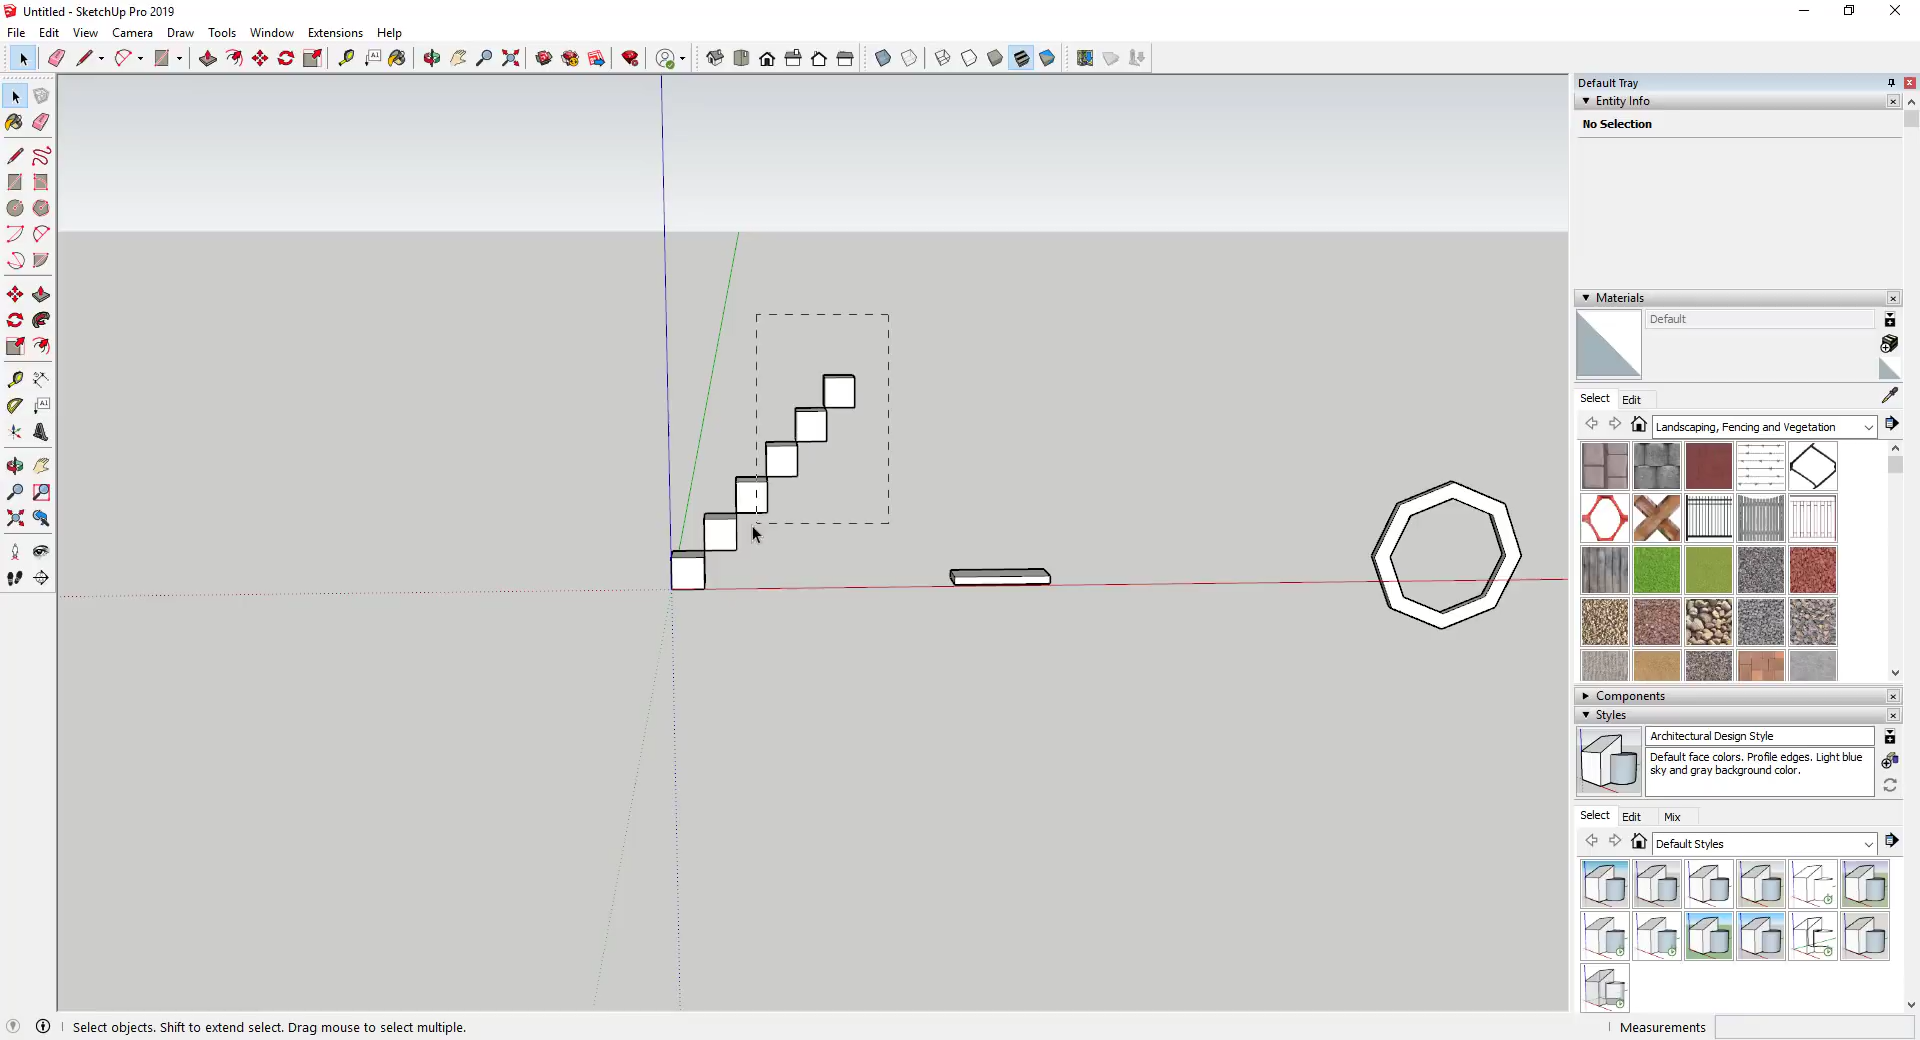 Untitled - SketchUp Pro 2019
File Edit View Camera Draw Tools Window Extensions Help
Default Tray
Entity Info
No Selection
Materials
Default
Select Edit
Landscaping, Fencing and Vegetation
Components
Styles
Architectural Design Style
Default face colors. Profile edges. Light blue
sky and gray background color.
Select Edit Mix
Default Styles
Select objects. Shift to extend select. Drag mouse to select multiple.
Measurements